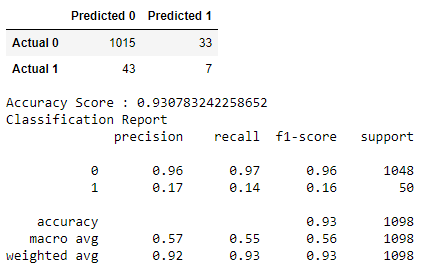 Predicted 0 Predicted 1
Actual 0 1015 33
Actual 1 43 7
Accuracy Score : 0.930783242258652
Classification Report
precision recall f1-score support
0 0.96 0.97 0.96 1048
1 0.17 0.14 0.16 50
accuracy 0.93 1098
macro avg 0.57 0.55 0.56 1098
weighted avg 0.92 0.93 0.93 1098